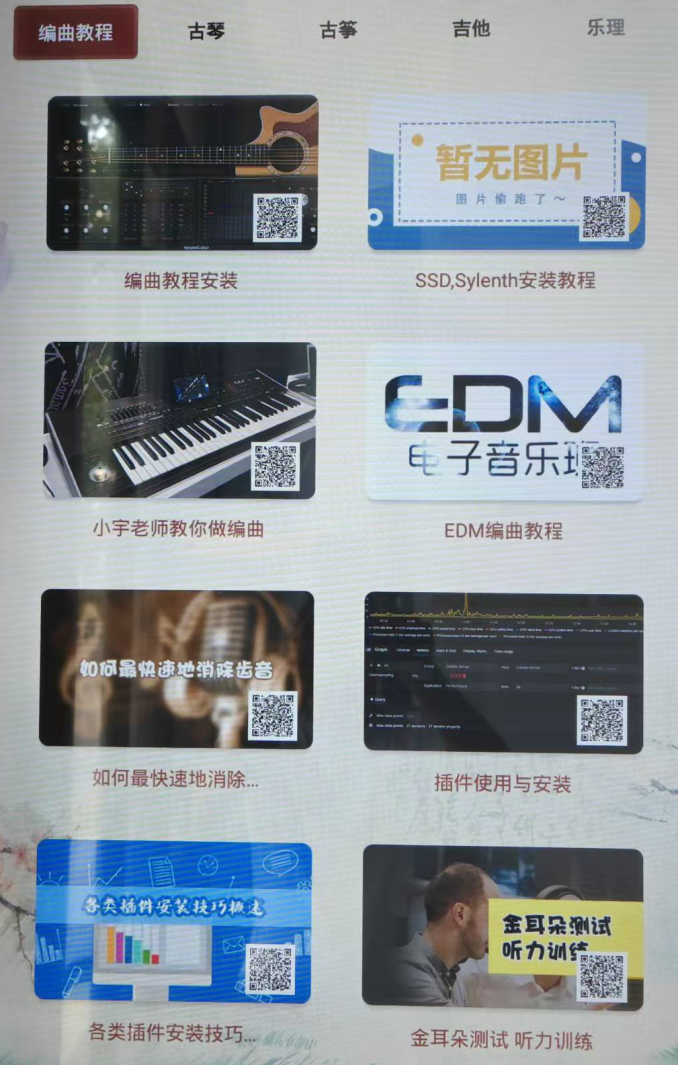 编曲教程
古琴
古筝
吉他
乐理
暂无图片
图片偷跑了～
编曲教程安装
SSD,Sylenth安装教程
EDM
电子音乐班
小宇老师教你做编曲
EDM编曲教程
如何最快速地消除齿音
如何最快速地消除...
插件使用与安装
各类插件安装技巧概述
金耳朵测试
听力训练
各类插件安装技巧...
金耳朵测试 听力训练